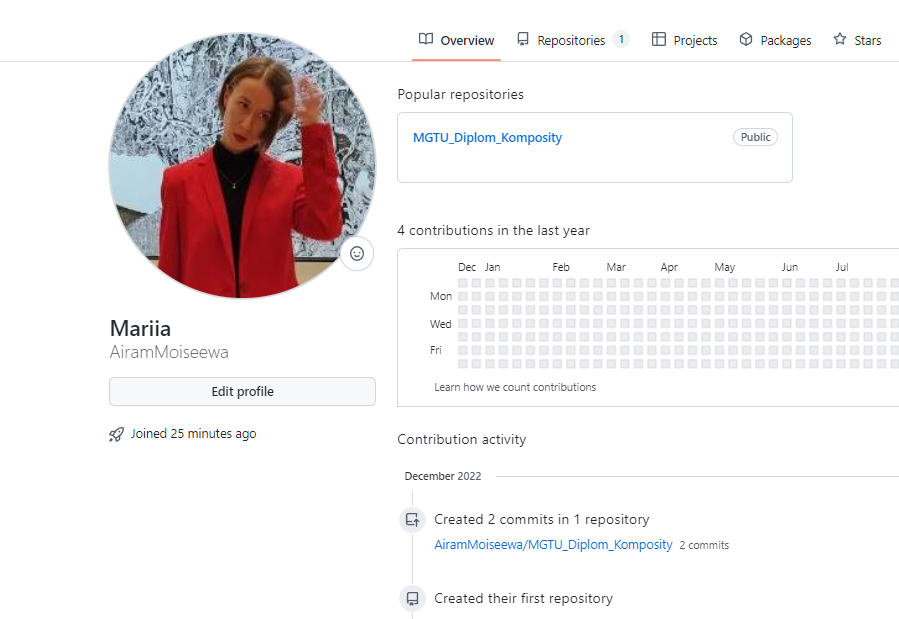 Overview Repositories 1 Projects Packages Stars
Popular repositories
MGTU_Diplom_Komposity Public
4 contributions in the last year
Dec Jan Feb Mar Apr May Jun Jul
Mon
Wed
Fri
Learn how we count contributions
Mariia
AiramMoiseewa
Edit profile
Joined 25 minutes ago
Contribution activity
December 2022
Created 2 commits in 1 repository
AiramMoiseewa/MGTU_Diplom_Komposity 2 commits
Created their first repository